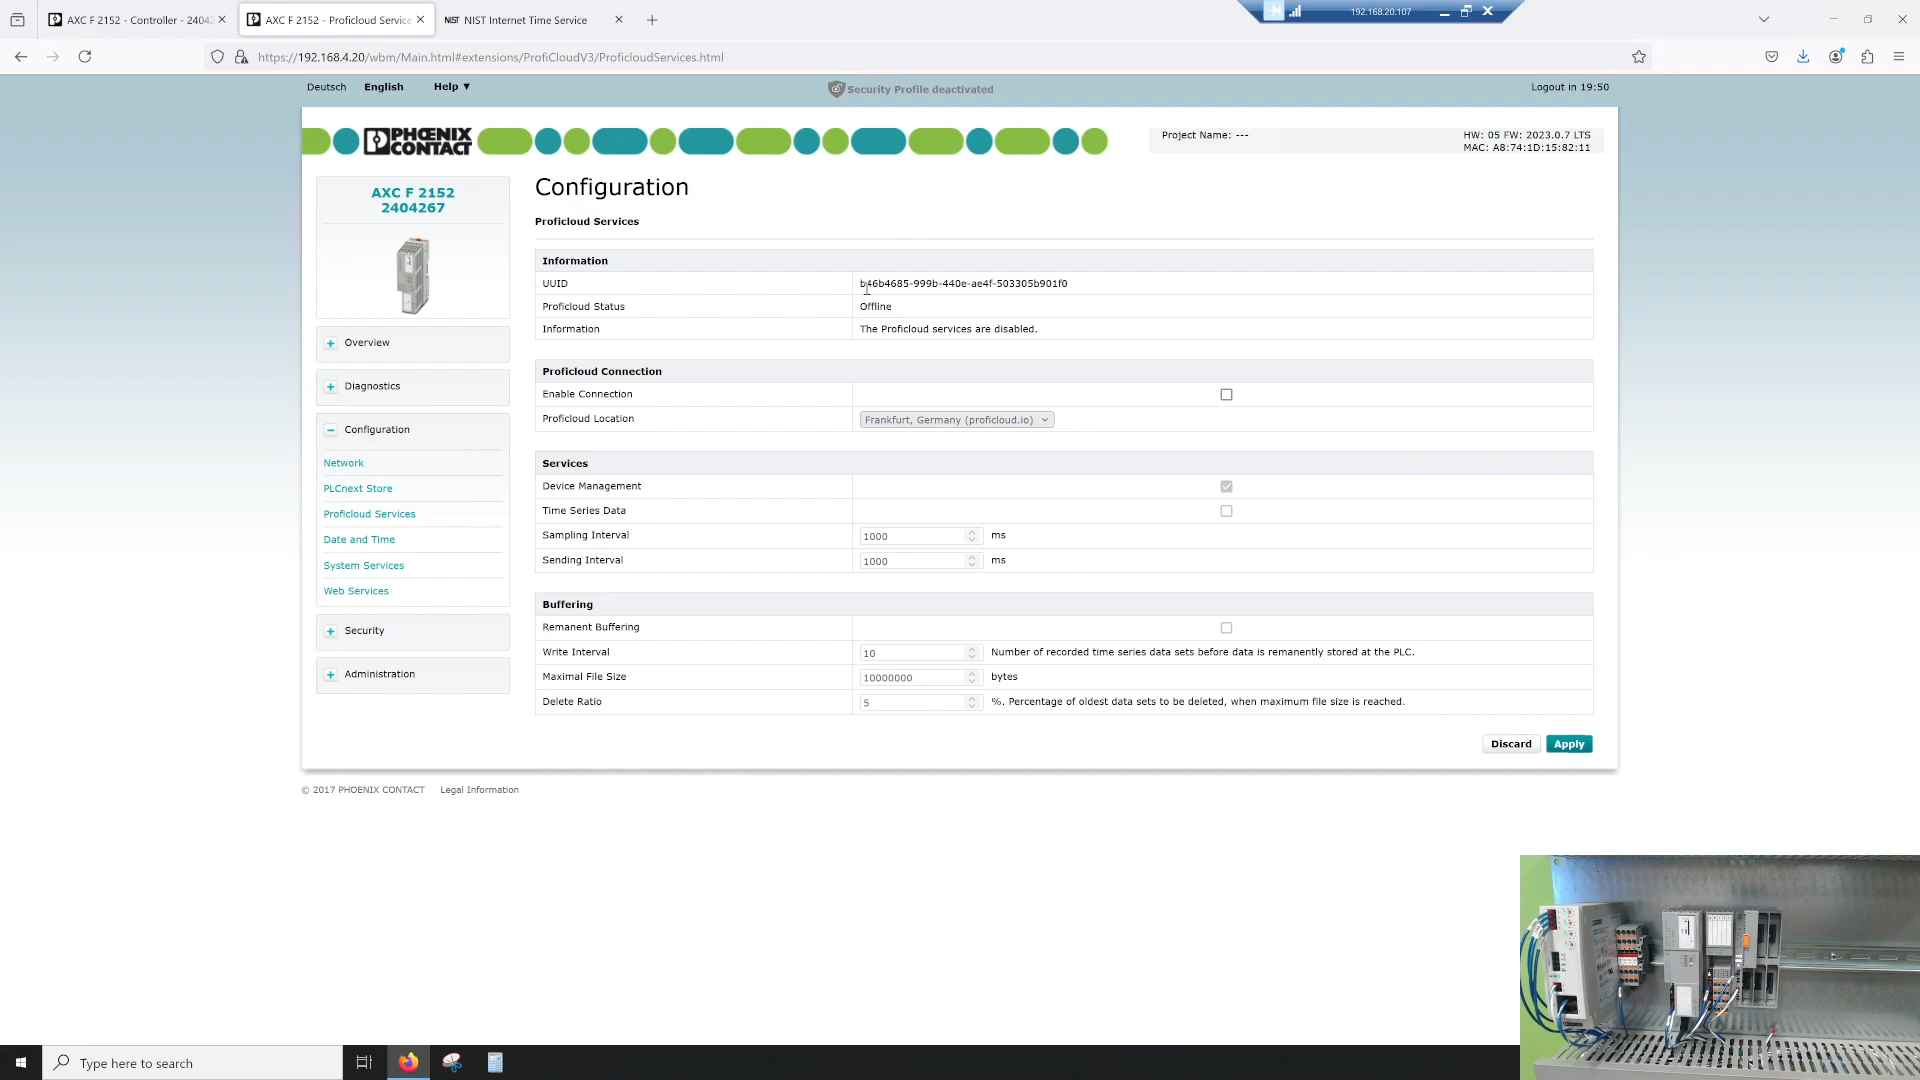 AXC F 2152 - Controller - 24042
AXC F 2152 - Proficloud Service
NIST NIST Internet Time Service
192.168.20.107
https://192.168.4.20/wbm/Main.html#extensions/ProfiCloudV3/ProficloudServices.html
Deutsch English Help ▼
Security Profile deactivated
Logout in 19:50
PHŒNIX CONTACT
Project Name: ---
HW: 05 FW: 2023.0.7 LTS
MAC: A8:74:1D:15:82:11
AXC F 2152
2404267
Overview
Diagnostics
Configuration
Network
PLCnext Store
Proficloud Services
Date and Time
System Services
Web Services
Security
Administration
Configuration
Proficloud Services
Information
UUID b46b4685-999b-440e-ae4f-503305b901f0
Proficloud Status Offline
Information The Proficloud services are disabled.
Proficloud Connection
Enable Connection
Proficloud Location Frankfurt, Germany (proficloud.io)
Services
Device Management
Time Series Data
Sampling Interval 1000 ms
Sending Interval 1000 ms
Buffering
Remanent Buffering
Write Interval 10 Number of recorded time series data sets before data is remanently stored at the PLC.
Maximal File Size 10000000 bytes
Delete Ratio 5 %. Percentage of oldest data sets to be deleted, when maximum file size is reached.
Discard Apply
© 2017 PHOENIX CONTACT Legal Information
Type here to search